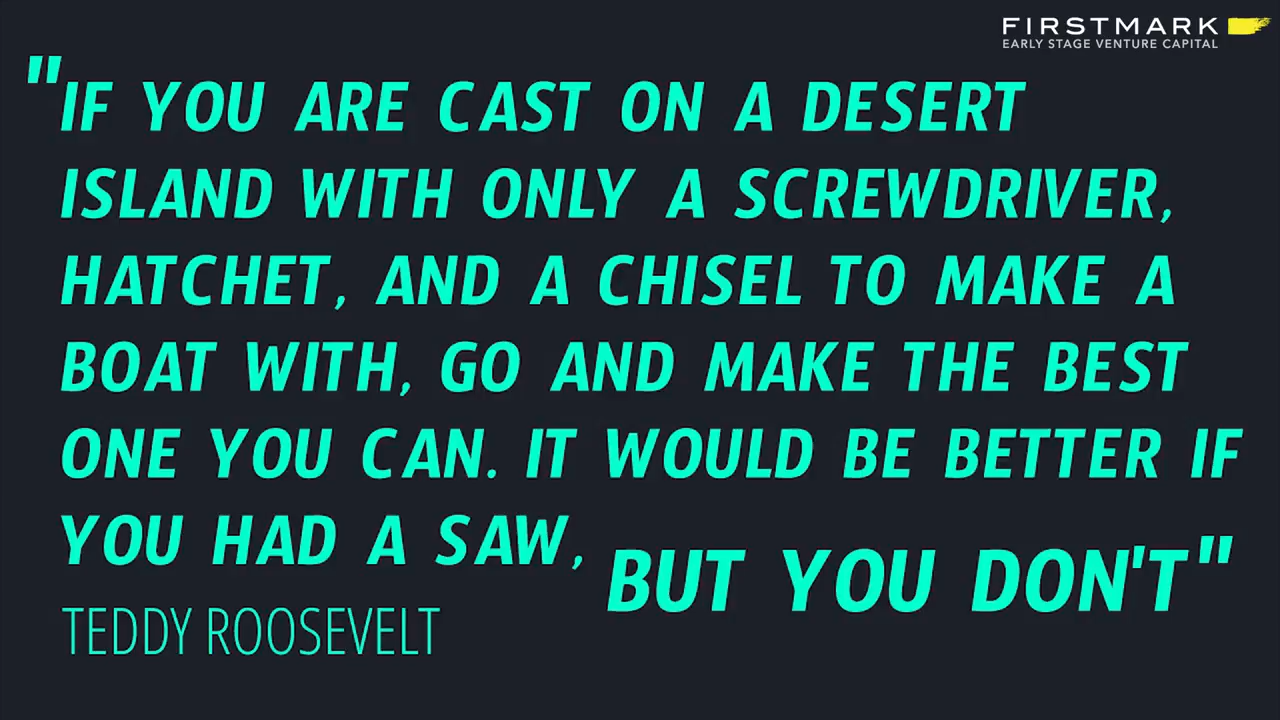 FIRSTMARK
EARLY STAGE VENTURE CAPITAL
"IF YOU ARE CAST ON A DESERT
ISLAND WITH ONLY A SCREWDRIVER,
HATCHET, AND A CHISEL TO MAKE A
BOAT WITH, GO AND MAKE THE BEST
ONE YOU CAN. IT WOULD BE BETTER IF
YOU HAD A SAW, BUT YOU DON'T"
TEDDY ROOSEVELT